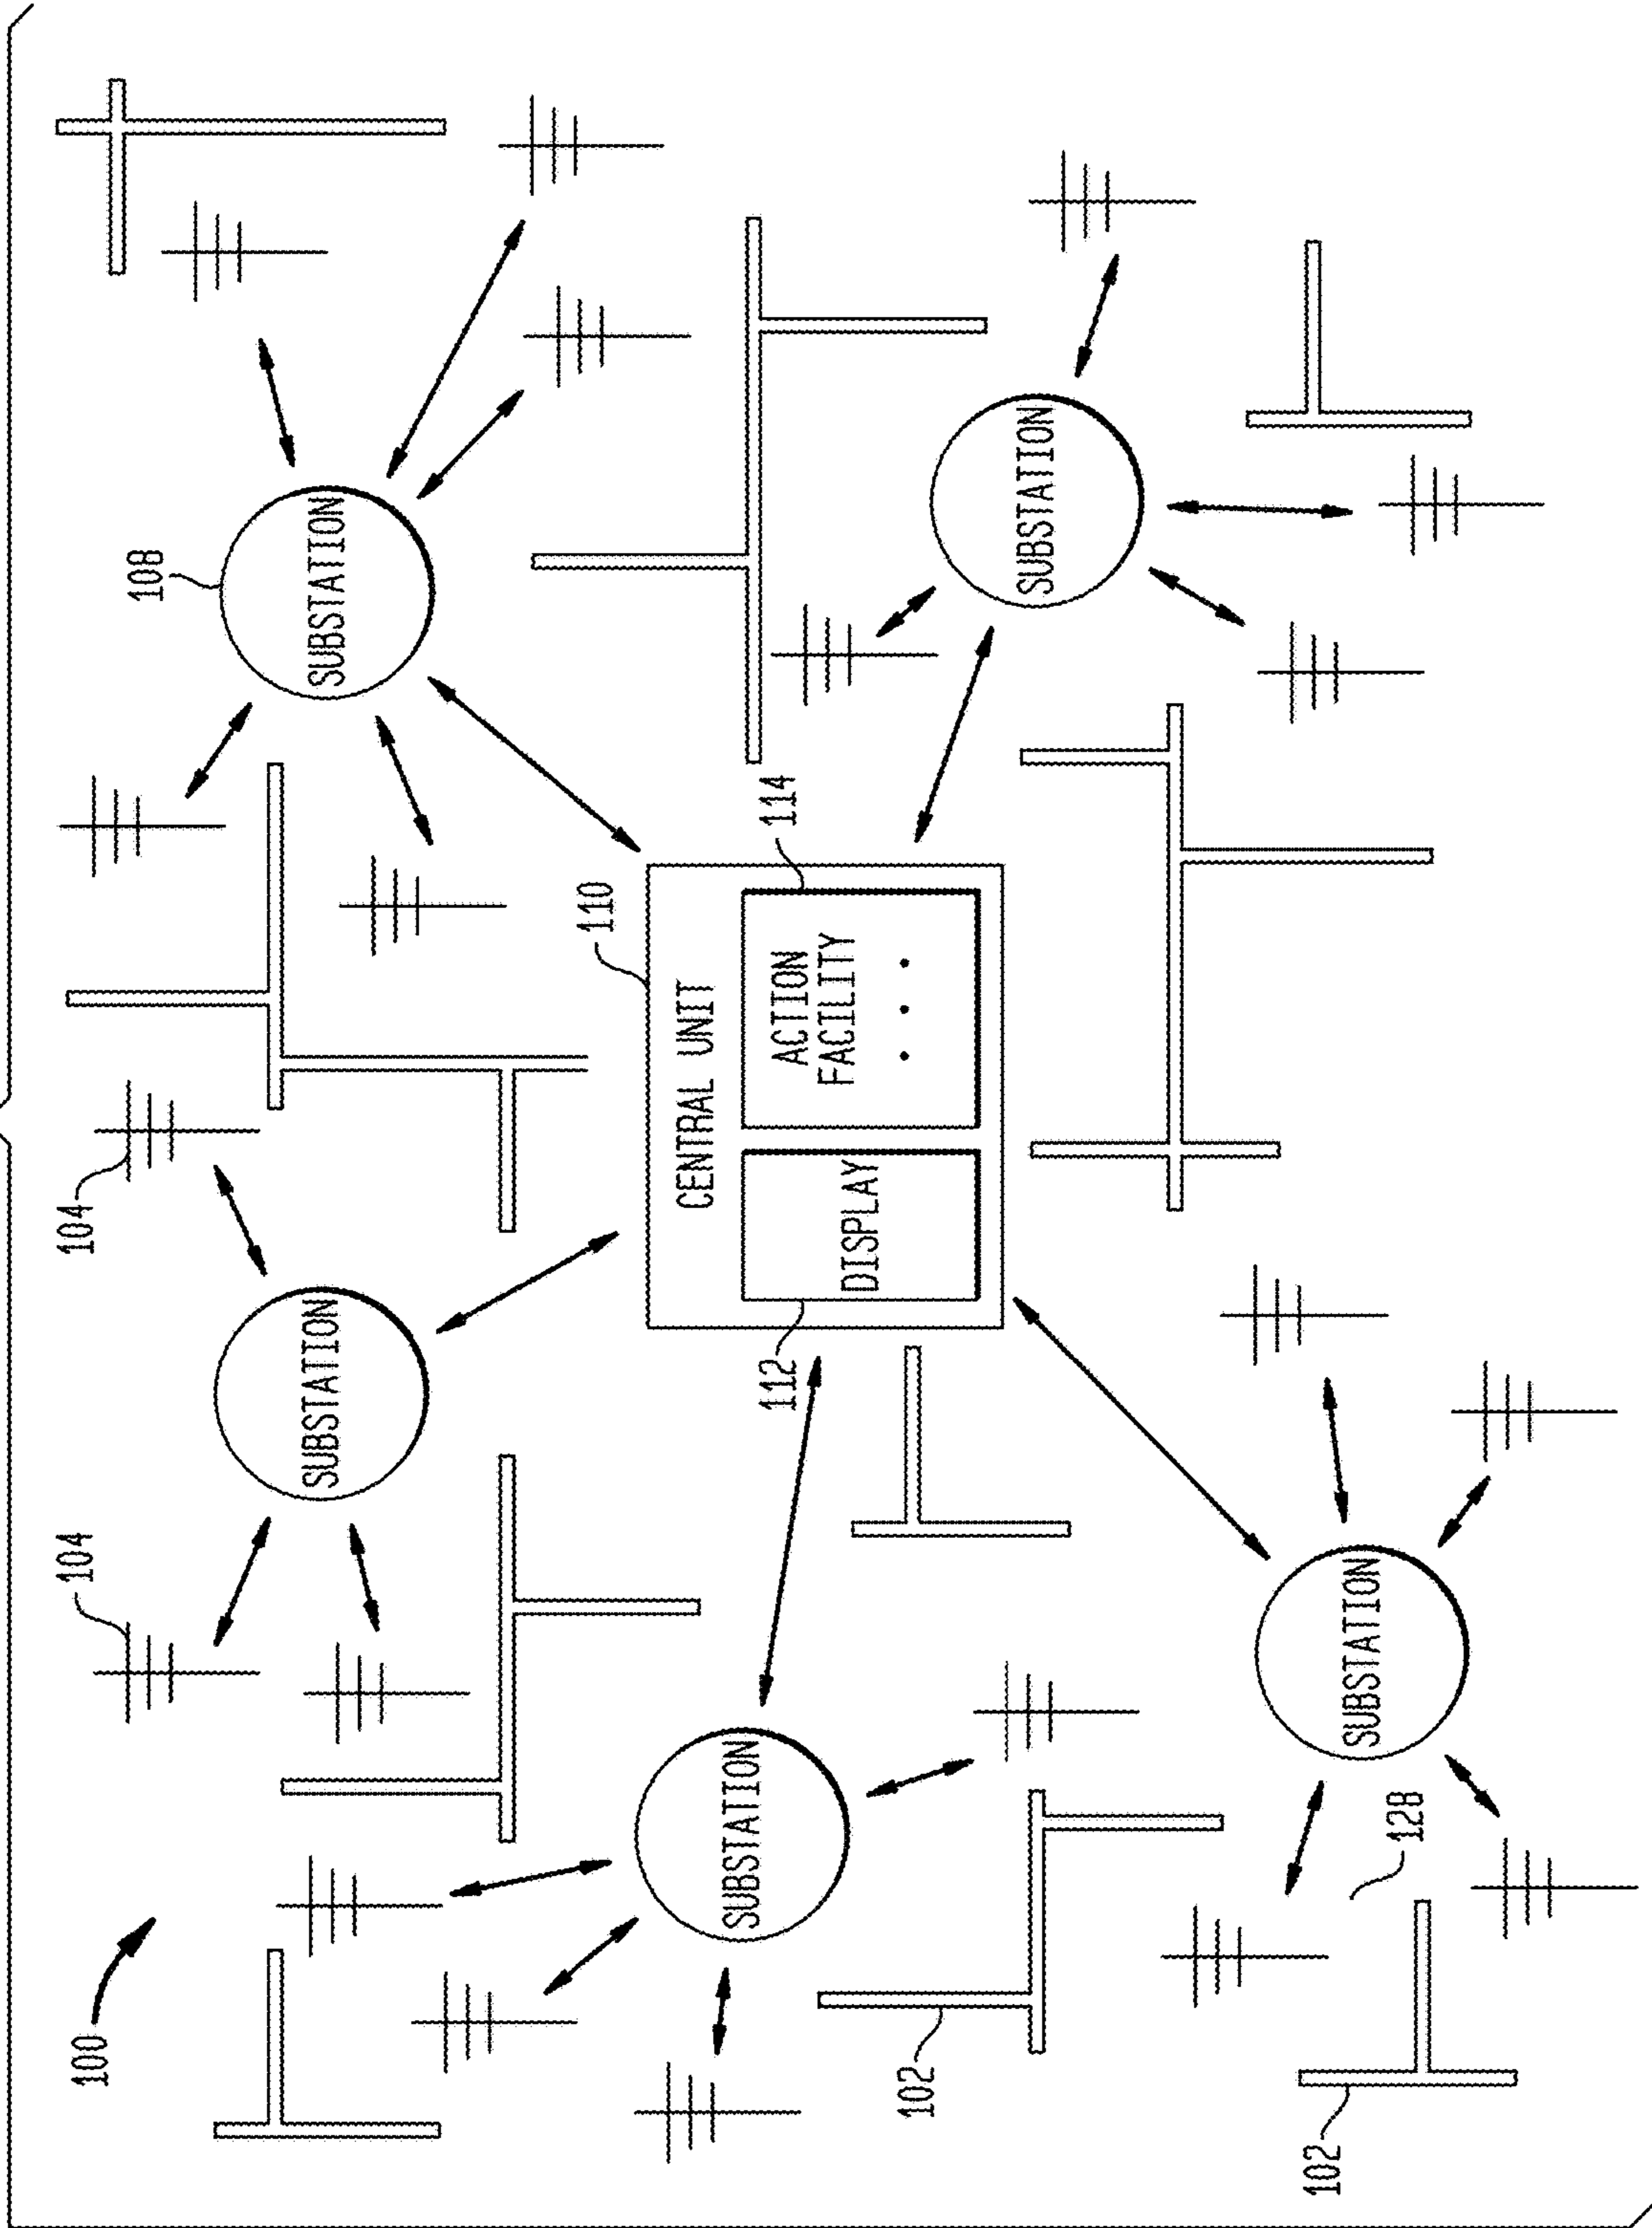 100
104
104
108
SUBSTATION
SUBSTATION
110
CENTRAL UNIT
SUBSTATION
112
114
ACTION
FACILITY
DISPLAY
...
102
SUBSTATION
102
SUBSTATION
128